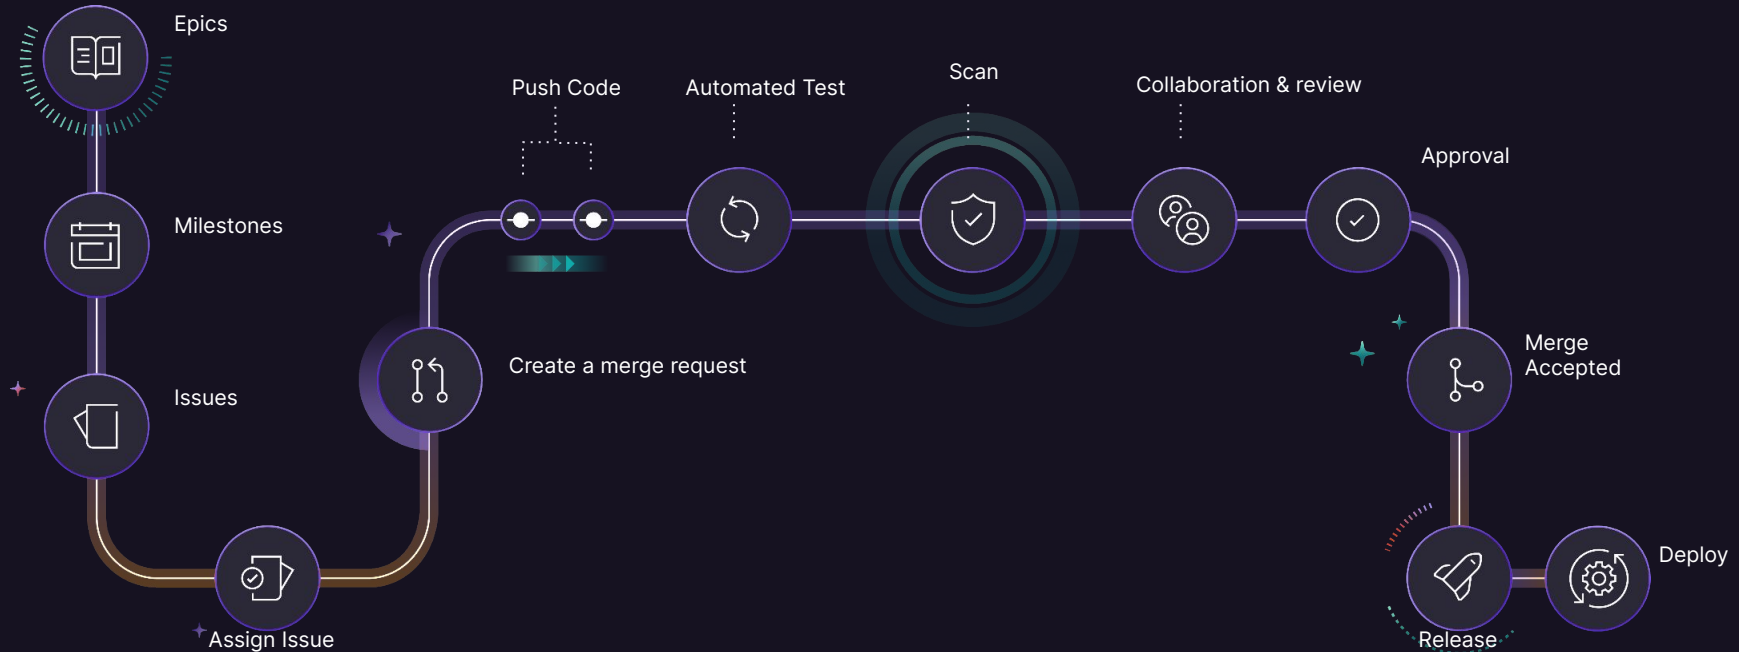 Epics
Milestones
Issues
Assign Issue
Create a merge request
Push Code
Automated Test
Scan
Collaboration & review
Approval
Merge
Accepted
Release
Deploy